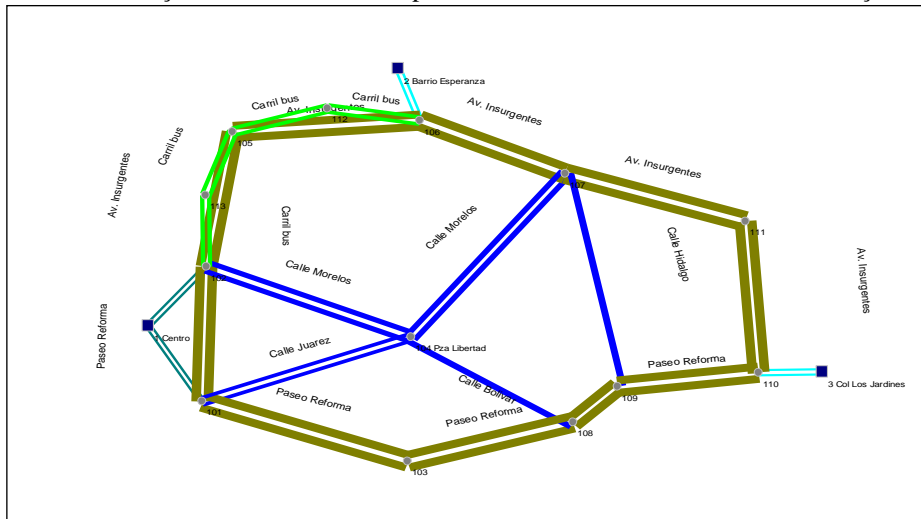 2 Barrio Esperanza
Carril bus
Carril bus
Av. Insurgentes
Av. Insurgentes
112
106
105
Carril bus
Av. Insurgentes
Av. Insurgentes
107
113
Carril bus
Calle Morelos
Calle Hidalgo
111
Av. Insurgentes
Calle Morelos
102
Paseo Reforma
1 Centro
Calle Juarez
104 Pza Libertad
Paseo Reforma
110
3 Col Los Jardines
Calle Bolivar
109
101
Paseo Reforma
Paseo Reforma
108
103